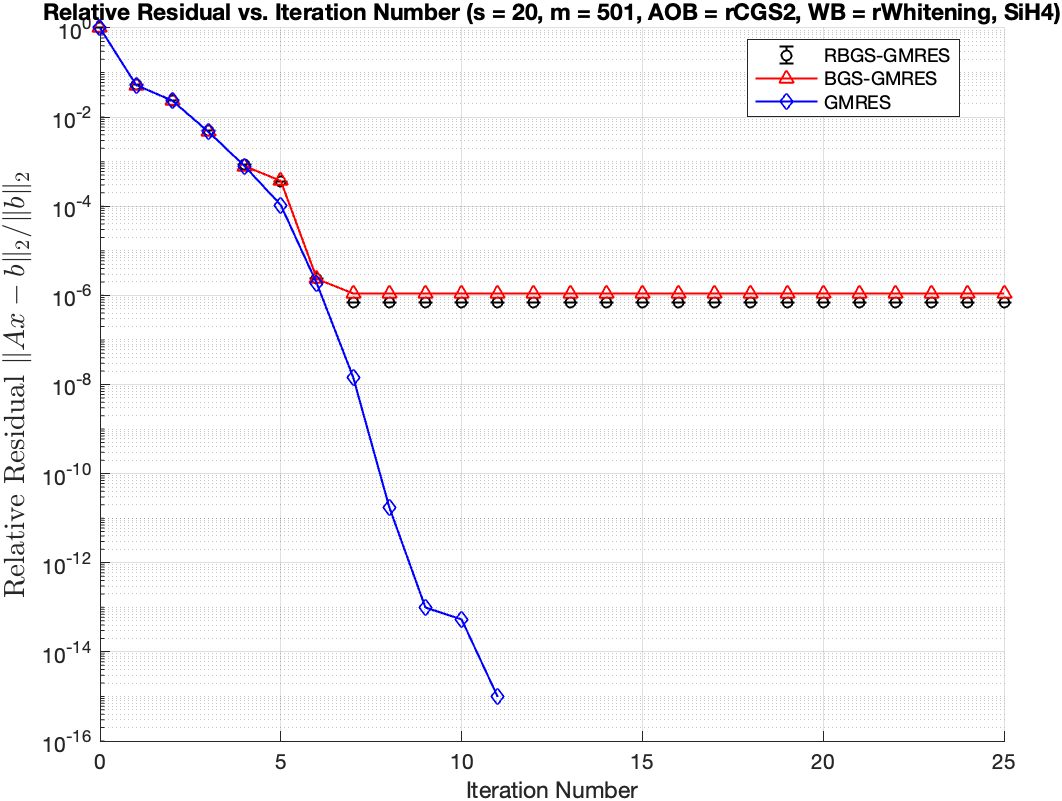 Relative Residual vs. Iteration Number (s = 20, m = 501, AOB = rCGS2, WB = rWhitening, SiH4)
RBGS-GMRES
BGS-GMRES
GMRES
Relative Residual ||Ax − b||₂/||b||₂
10⁰
10⁻²
10⁻⁴
10⁻⁶
10⁻⁸
10⁻¹⁰
10⁻¹²
10⁻¹⁴
10⁻¹⁶
0 5 10 15 20 25
Iteration Number